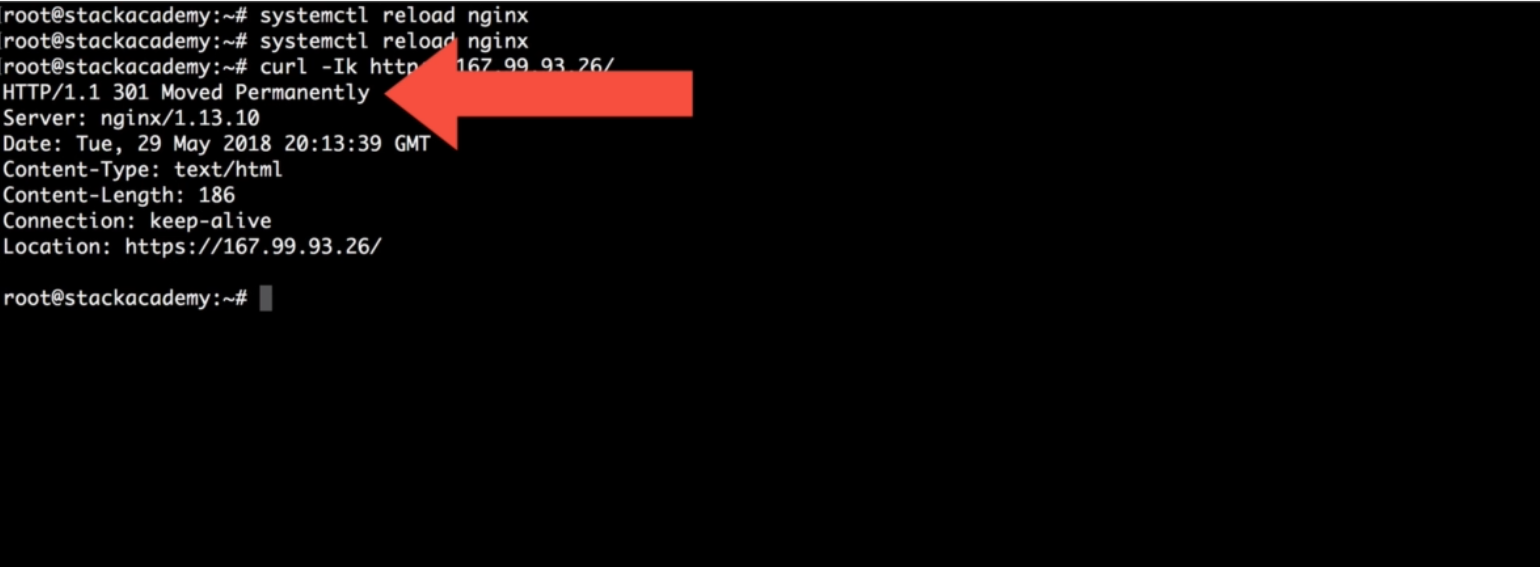 root@stackacademy:~# systemctl reload nginx
root@stackacademy:~# systemctl reload nginx
root@stackacademy:~# curl -Ik http 167.99.93.26/
HTTP/1.1 301 Moved Permanently
Server: nginx/1.13.10
Date: Tue, 29 May 2018 20:13:39 GMT
Content-Type: text/html
Content-Length: 186
Connection: keep-alive
Location: https://167.99.93.26/
root@stackacademy:~#